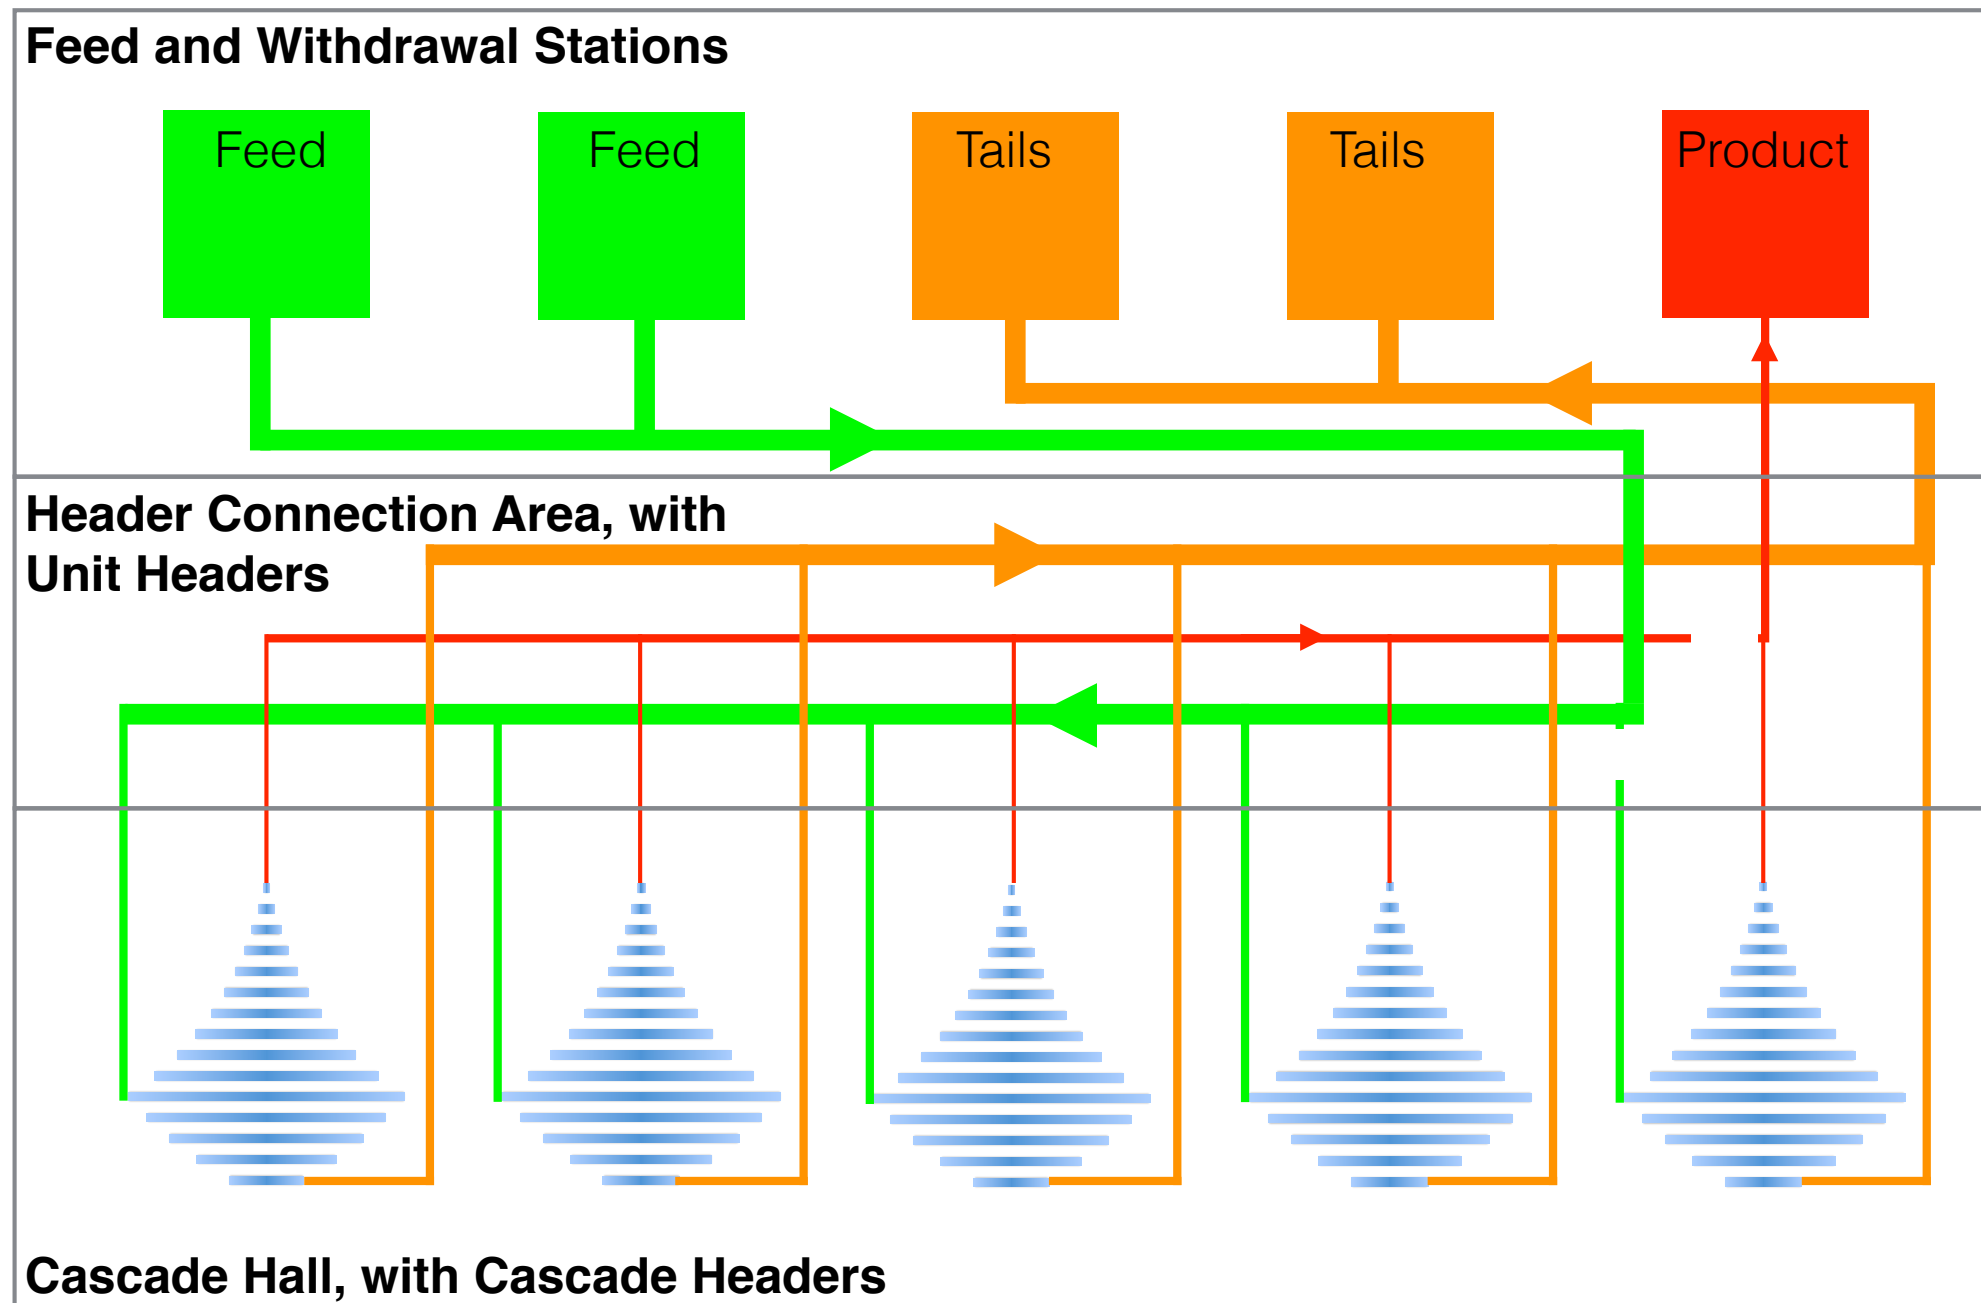 Feed and Withdrawal Stations
Feed
Feed
Tails
Tails
Product
Header Connection Area, with
Unit Headers
Cascade Hall, with Cascade Headers